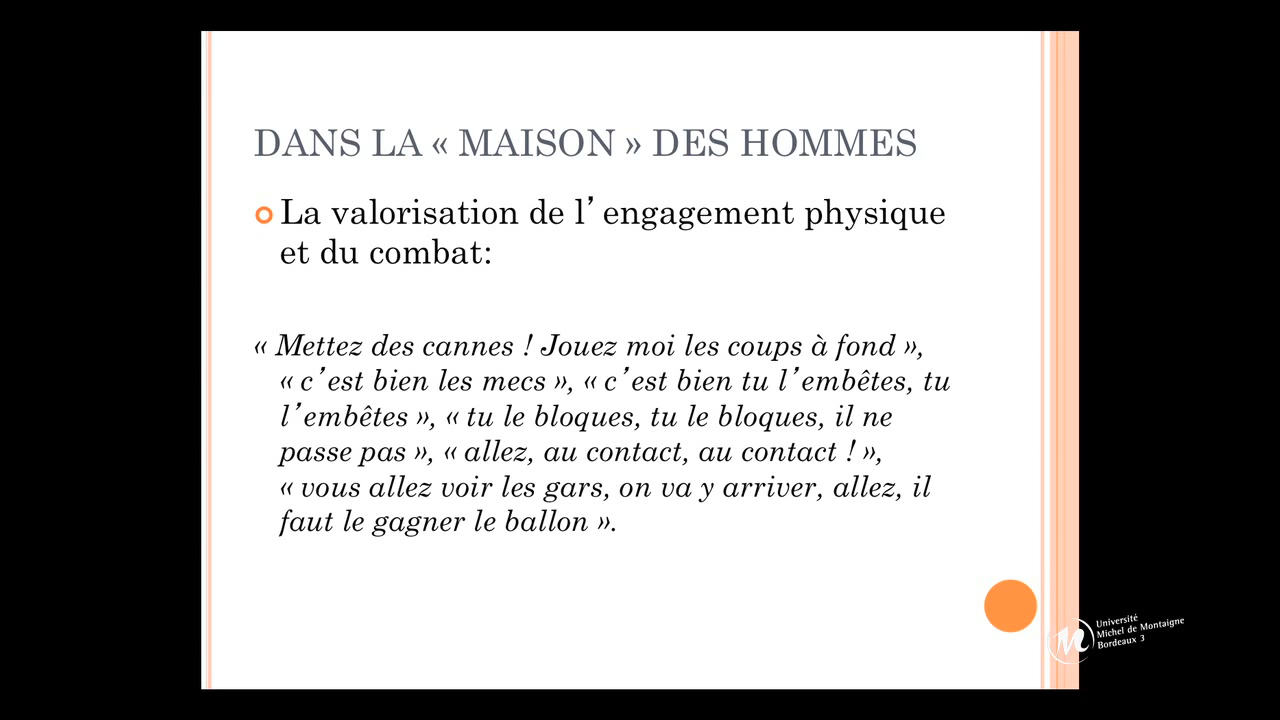 DANS LA « MAISON » DES HOMMES
La valorisation de l’engagement physique
et du combat:
« Mettez des cannes ! Jouez moi les coups à fond »,
« c’est bien les mecs », « c’est bien tu l’embêtes, tu
l’embêtes », « tu le bloques, tu le bloques, il ne
passe pas », « allez, au contact, au contact ! »,
« vous allez voir les gars, on va y arriver, allez, il
faut le gagner le ballon ».
Université
Michel de Montaigne
Bordeaux 3